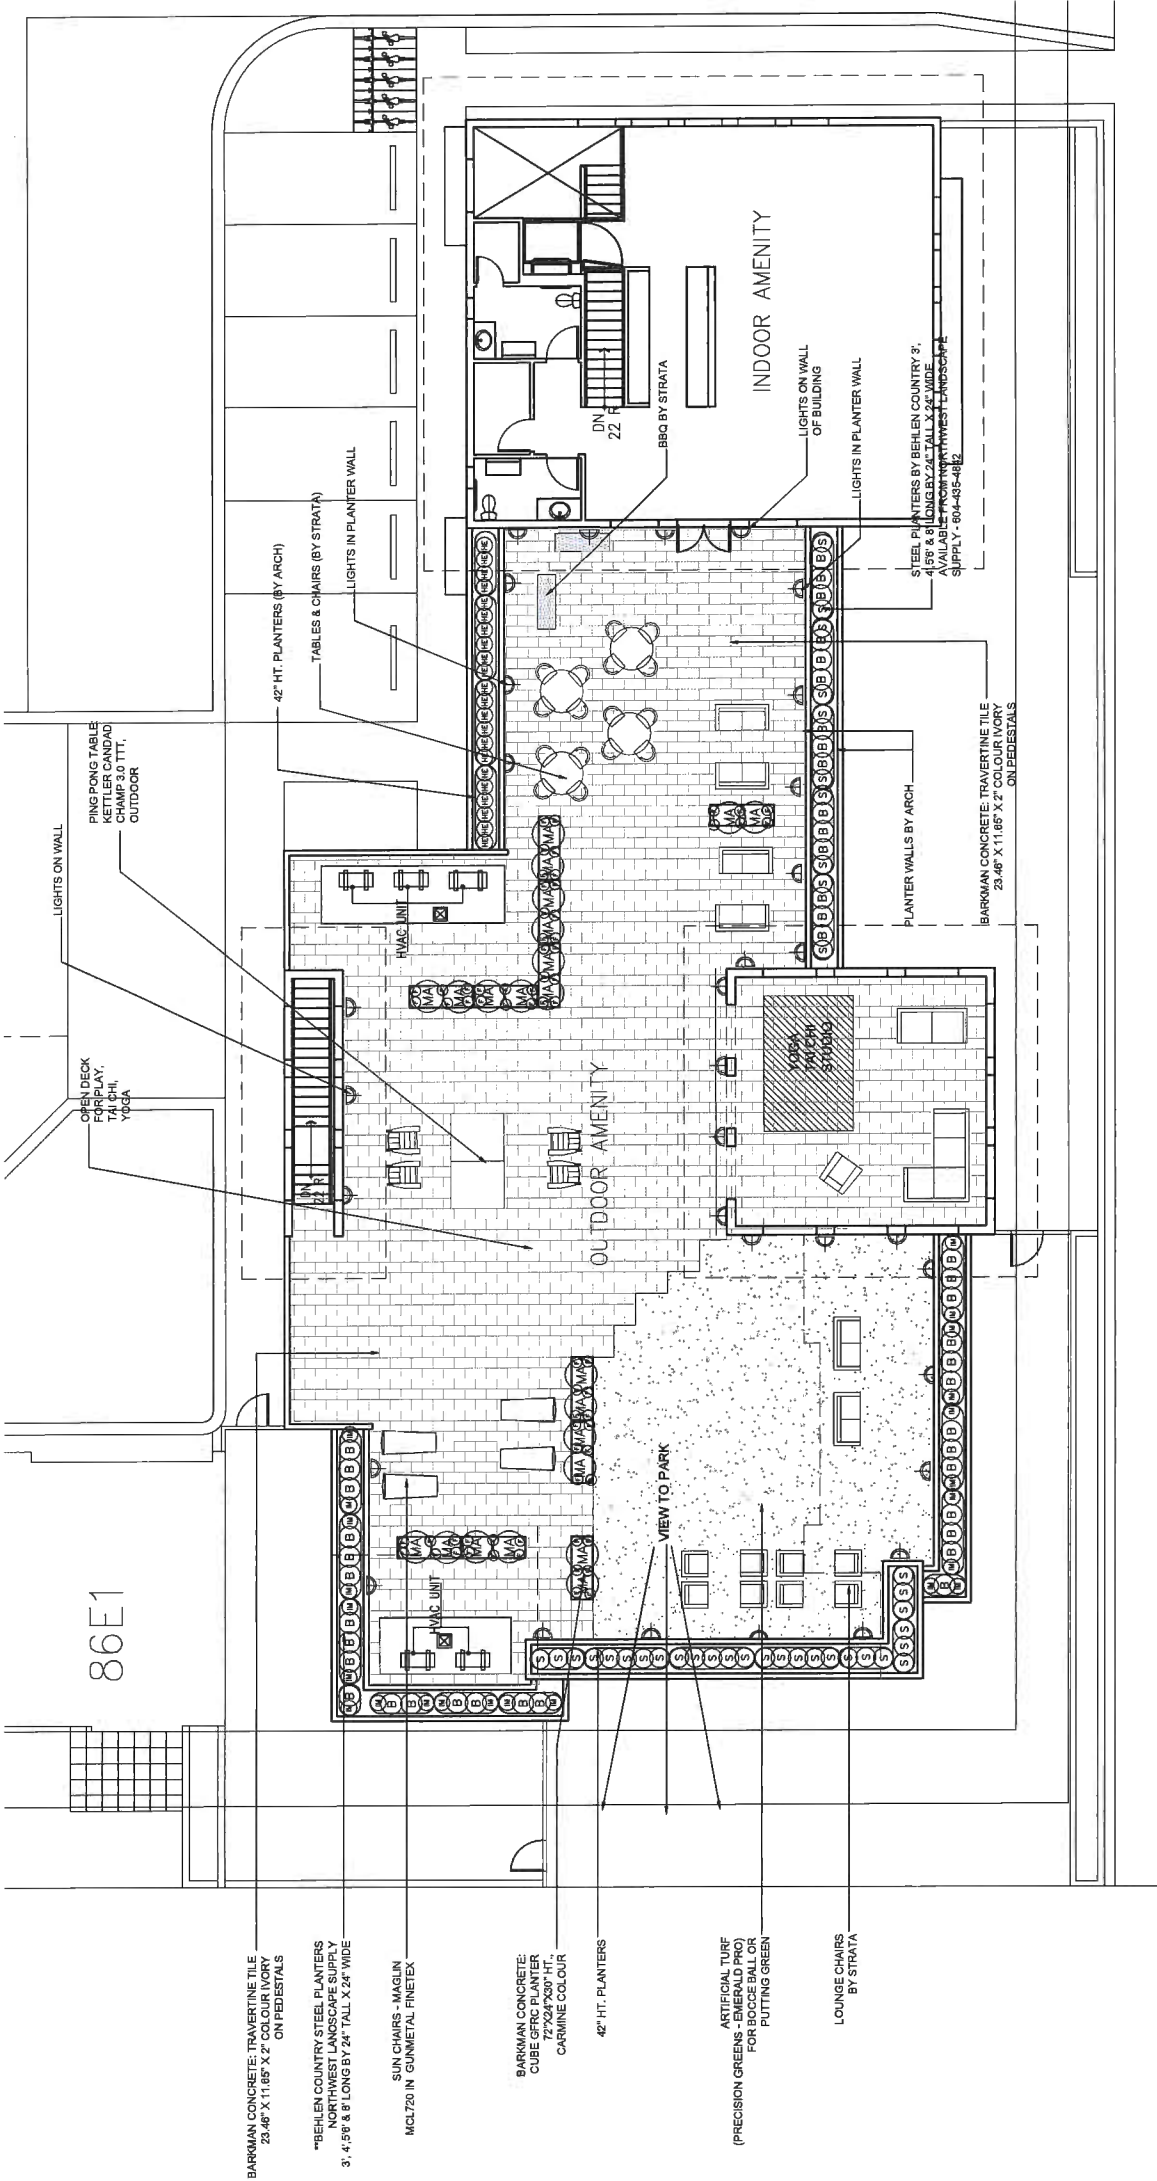 BARKMAN CONCRETE: TRAVERTINE TILE
23.46" X 11.65" X 2" COLOUR IVORY
ON PEDESTALS
**BEHLEN COUNTRY STEEL PLANTERS
NORTHWEST LANDSCAPE SUPPLY
3', 4',5'6' & 8' LONG BY 24" TALL X 24" WIDE
SUN CHAIRS - MAGLIN
MCL720 IN GUNMETAL FINETEX
BARKMAN CONCRETE:
CUBE GFRC PLANTER
72"X24"X30" HT.,
CARMINE COLOUR
42" HT. PLANTERS
ARTIFICIAL TURF
(PRECISION GREENS - EMERALD PRO)
FOR BOCCE BALL OR
PUTTING GREEN
LOUNGE CHAIRS
BY STRATA
86E1
OPEN DECK
FOR PLAY,
TAI CHI,
YOGA
LIGHTS ON WALL
PING PONG TABLE:
KETTLER CANDAD
CHAMP 3.0 TTT,
OUTDOOR
42" HT. PLANTERS (BY ARCH)
TABLES & CHAIRS (BY STRATA)
LIGHTS IN PLANTER WALL
HVAC UNIT
HVAC UNIT
DN
22 R
DN
22 R
VIEW TO PARK
OUTDOOR AMENITY
INDOOR AMENITY
YOGA
TAI CHI
STUDIO
BBQ BY STRATA
LIGHTS ON WALL
OF BUILDING
LIGHTS IN PLANTER WALL
STEEL PLANTERS BY BEHLEN COUNTRY 3',
4',5'6' & 8' LONG BY 24" TALL X 24" WIDE
AVAILABLE FROM NORTHWEST LANDSCAPE
SUPPLY - 604-435-4842
PLANTER WALLS BY ARCH
BARKMAN CONCRETE: TRAVERTINE TILE
23.46" X 11.65" X 2" COLOUR IVORY
ON PEDESTALS